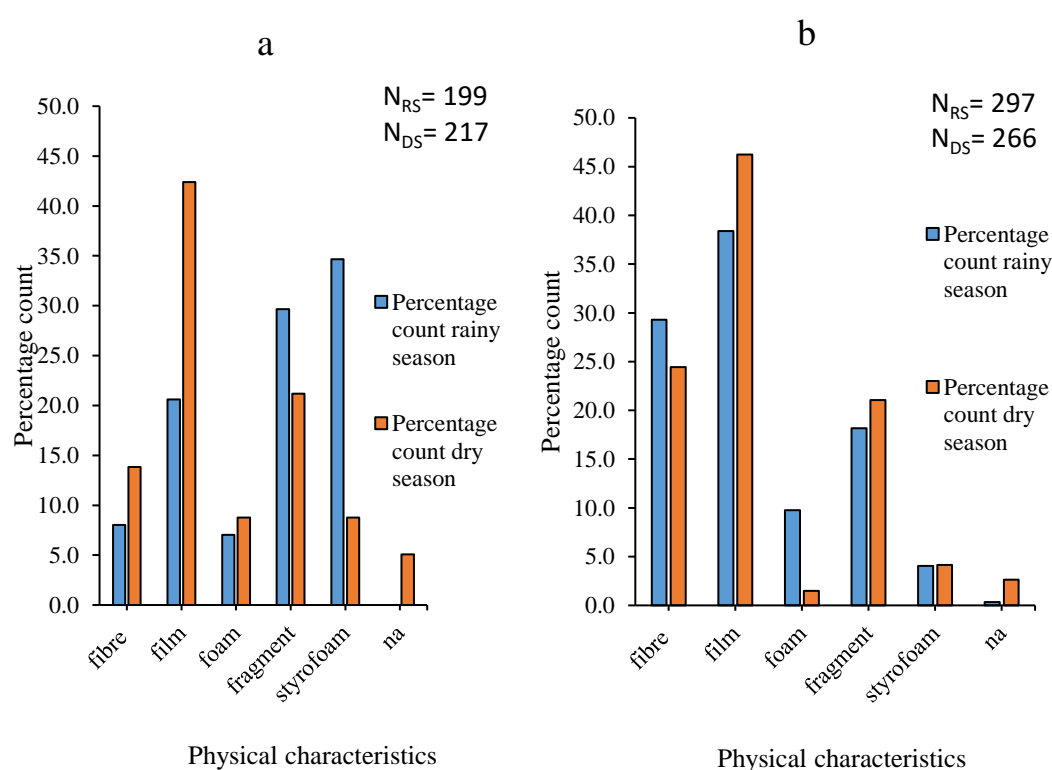 a
N_RS= 199
N_DS= 217
50.0
45.0
40.0
35.0
30.0
25.0
20.0
15.0
10.0
5.0
0.0
Percentage count
Percentage
count rainy
season
Percentage
count dry
season
fibre
film
foam
fragment
styrofoam
na
Physical characteristics
b
N_RS= 297
N_DS= 266
50.0
45.0
40.0
35.0
30.0
25.0
20.0
15.0
10.0
5.0
0.0
Percentage count
Percentage
count rainy
season
Percentage
count dry
season
fibre
film
foam
fragment
styrofoam
na
Physical characteristics